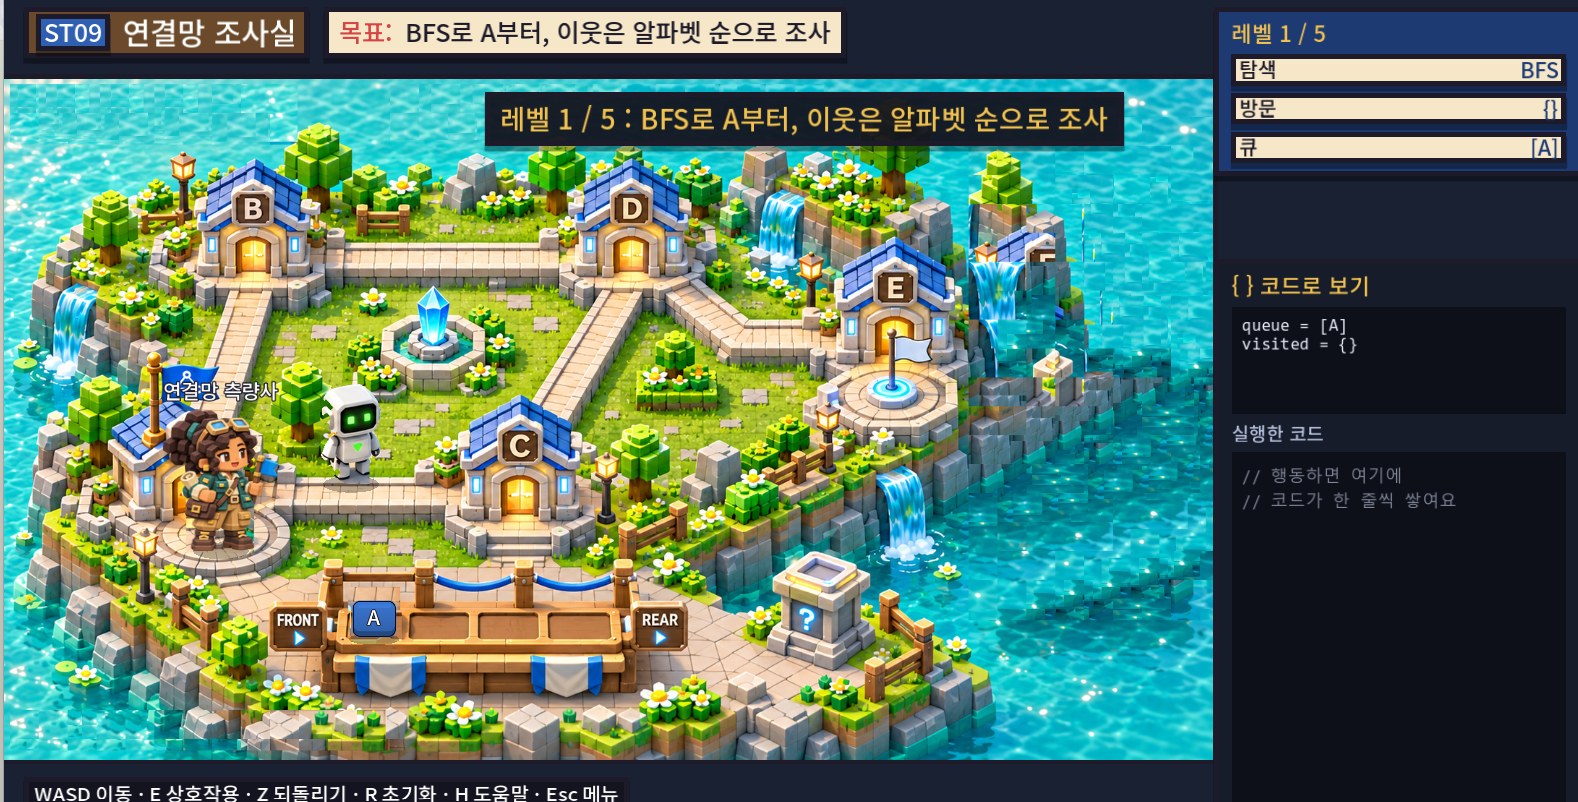 ST09 연결망 조사실
목표: BFS로 A부터, 이웃은 알파벳 순으로 조사
레벨 1 / 5 : BFS로 A부터, 이웃은 알파벳 순으로 조사
B
D
E
연결망 측량사
C
FRONT
A
REAR
?
WASD 이동 · E 상호작용 · Z 되돌리기 · R 초기화 · H 도움말 · Esc 메뉴
레벨 1 / 5
탐색 BFS
방문 {}
큐 [A]
{ } 코드로 보기
queue = [A]
visited = {}
실행한 코드
// 행동하면 여기에
// 코드가 한 줄씩 쌓여요